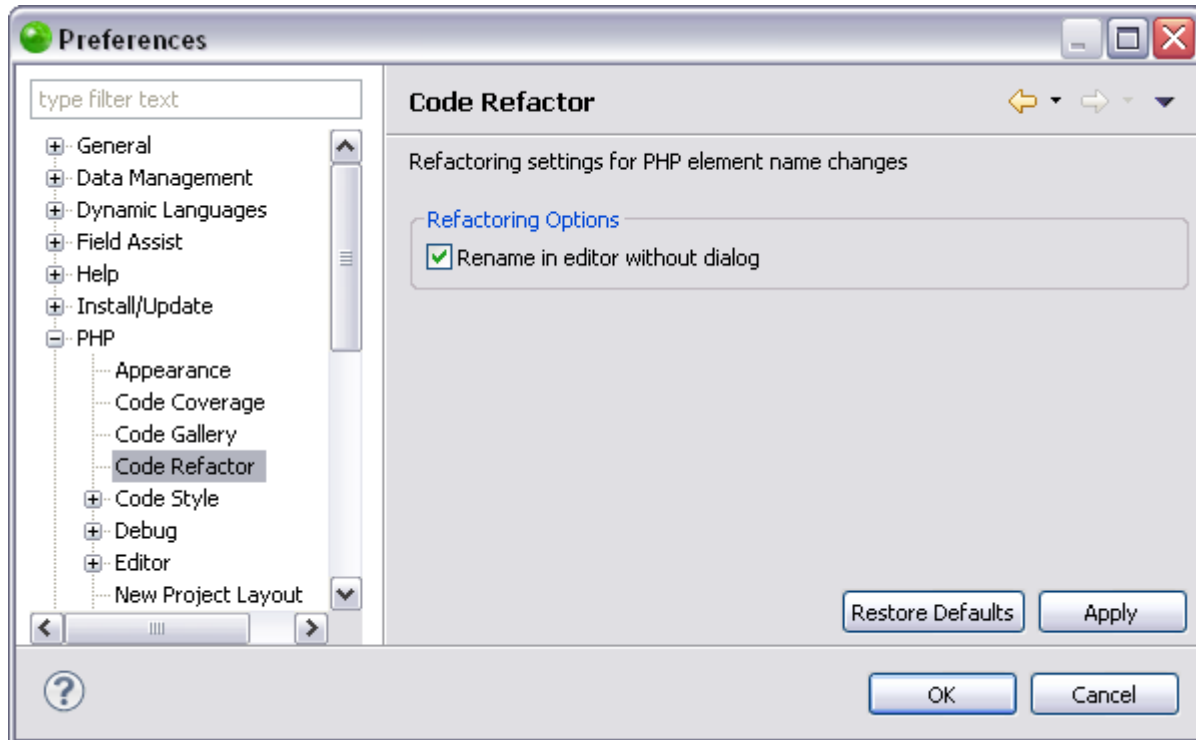 Preferences
type filter text
General
Data Management
Dynamic Languages
Field Assist
Help
Install/Update
PHP
Appearance
Code Coverage
Code Gallery
Code Refactor
Code Style
Debug
Editor
New Project Layout
Code Refactor
Refactoring settings for PHP element name changes
Refactoring Options
Rename in editor without dialog
Restore Defaults
Apply
?
OK
Cancel